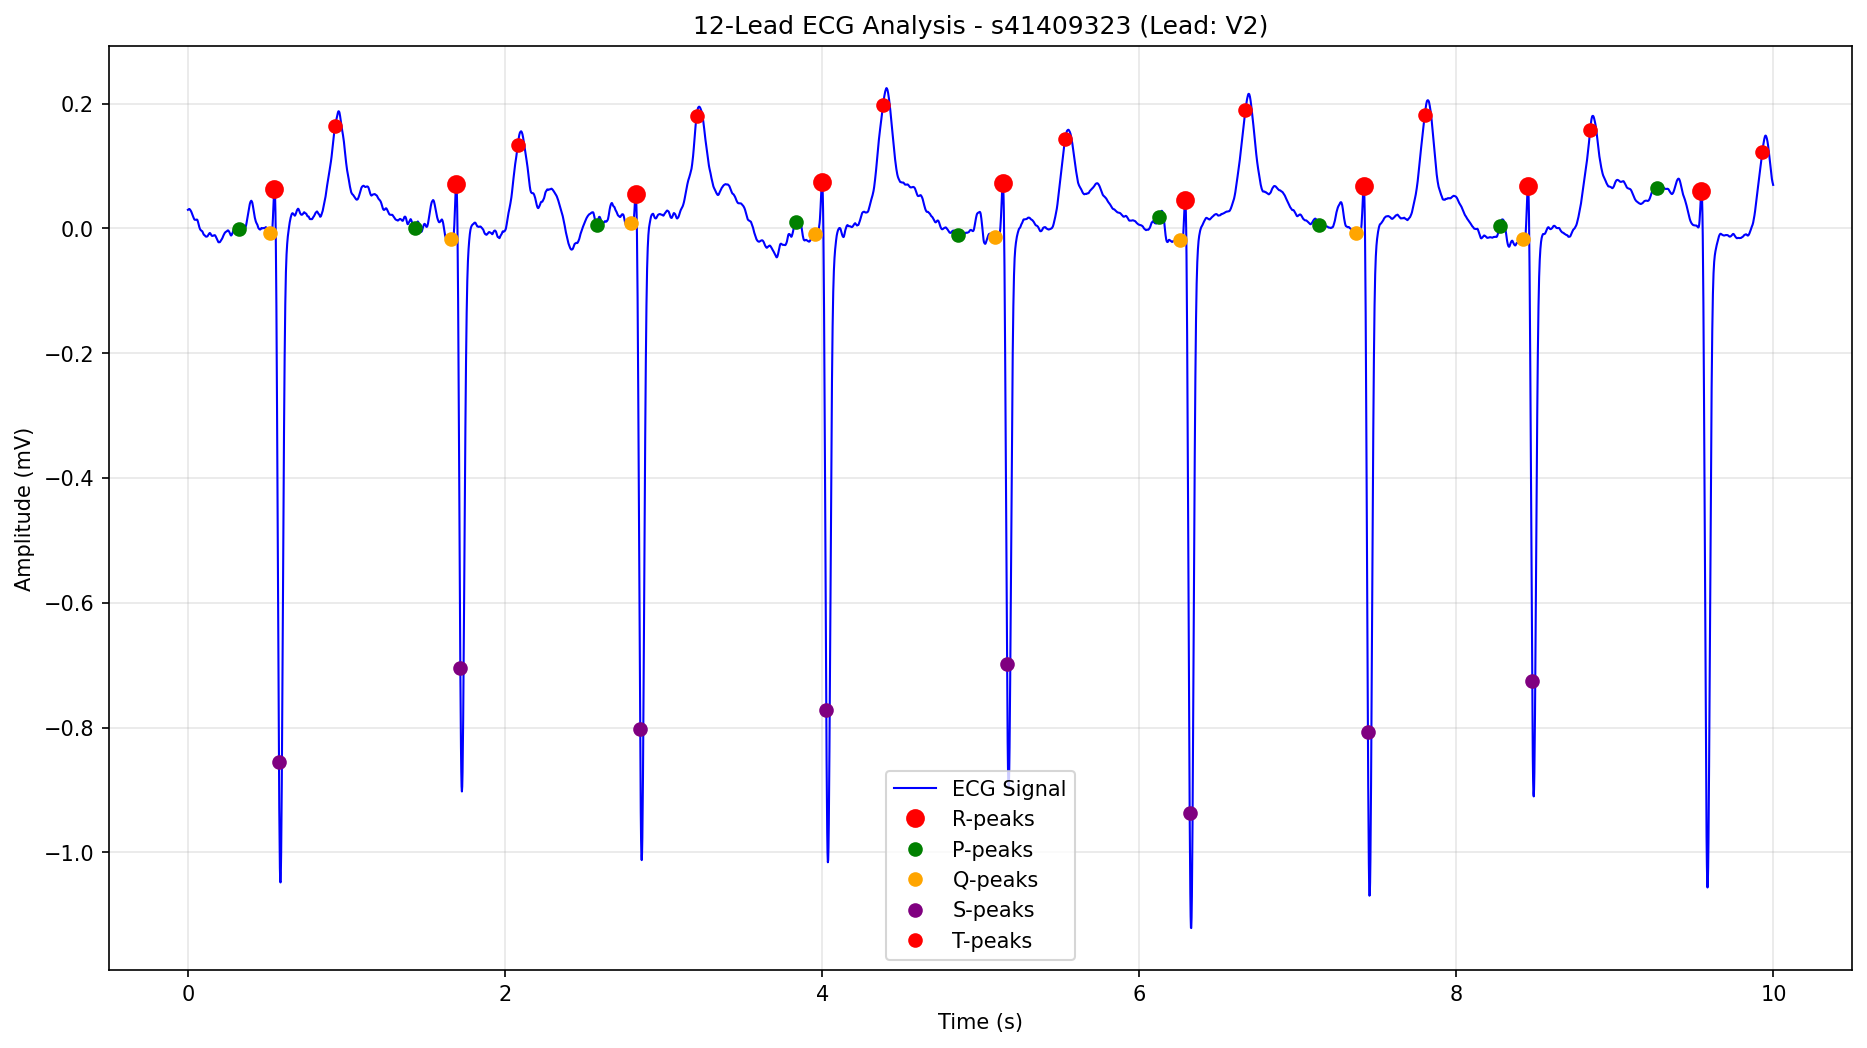 12-Lead ECG Analysis - s41409323 (Lead: V2)
0.2
0.0
−0.2
−0.4
−0.6
−0.8
−1.0
Amplitude (mV)
ECG Signal
R-peaks
P-peaks
Q-peaks
S-peaks
T-peaks
0 2 4 6 8 10
Time (s)